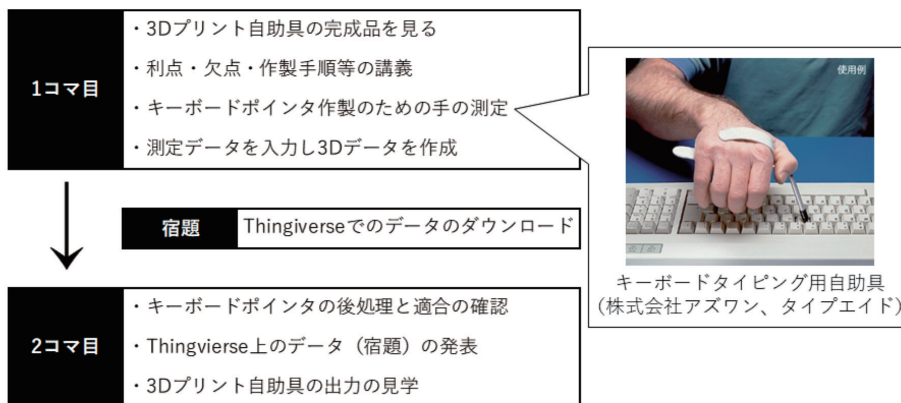 1コマ目
・3Dプリント自助具の完成品を見る
・利点・欠点・作製手順等の講義
・キーボードポインタ作製のための手の測定
・測定データを入力し3Dデータを作成
使用例
キーボードタイピング用自助具
(株式会社アズワン、タイプエイド)
宿題
Thingiverseでのデータのダウンロード
2コマ目
・キーボードポインタの後処理と適合の確認
・Thingvierse上のデータ（宿題）の発表
・3Dプリント自助具の出力の見学